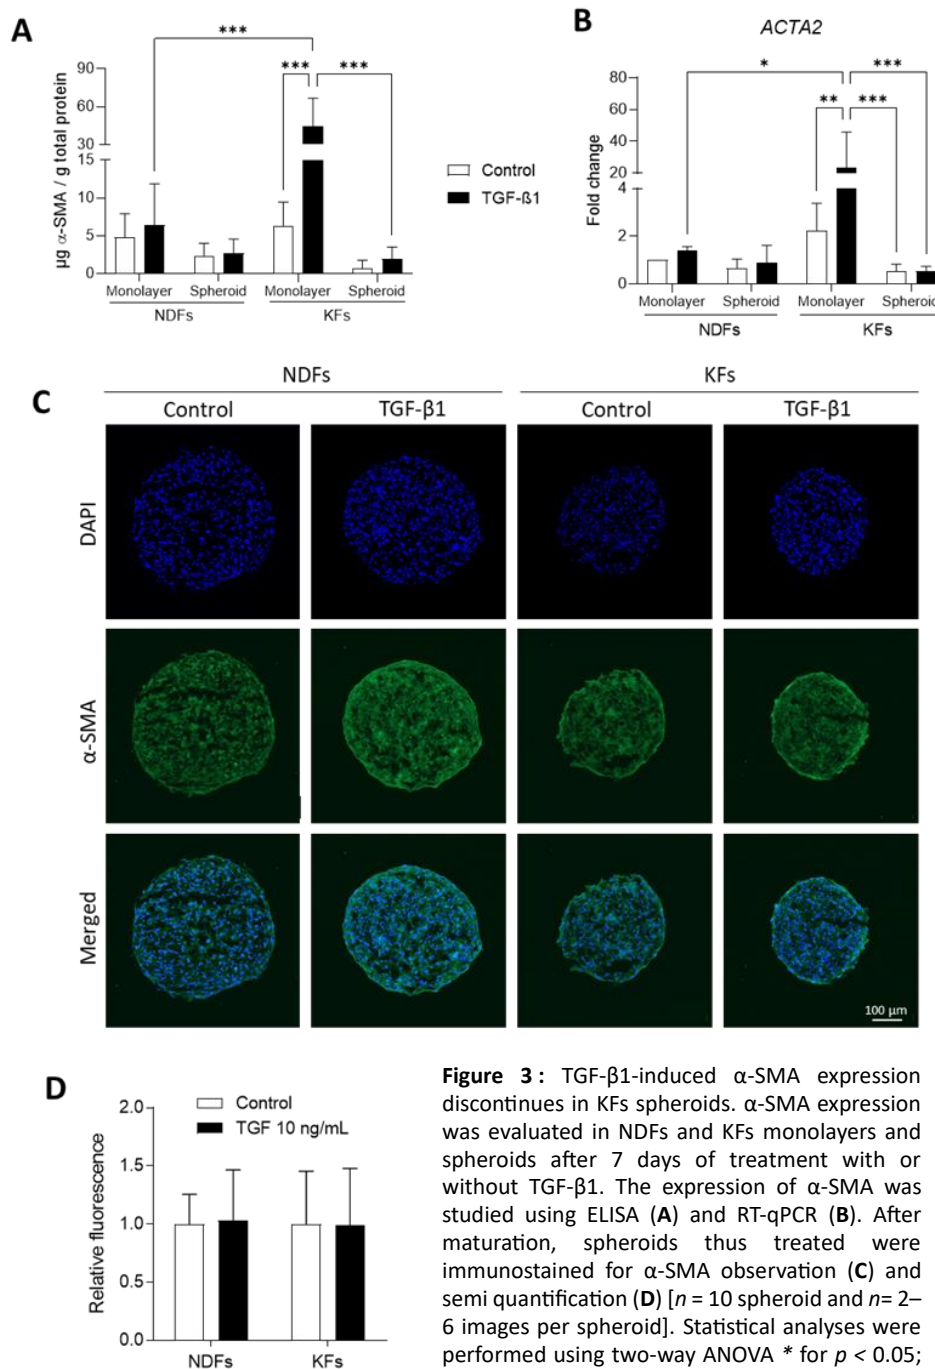 A
***
***
***
90
60
30
15
10
5
0
µg α-SMA / g total protein
Monolayer
Spheroid
Monolayer
Spheroid
NDFs
KFs
Control
TGF-ß1
B
ACTA2
*
***
**
***
80
60
40
20
4
2
0
Fold change
Monolayer
Spheroid
Monolayer
Spheroid
NDFs
KFs
C
NDFs
KFs
Control
TGF-β1
Control
TGF-β1
DAPI
α-SMA
Merged
100 µm
D
Control
TGF 10 ng/mL
2.0
1.5
1.0
0.5
0.0
Relative fluorescence
NDFs
KFs
Figure 3 : TGF-β1-induced α-SMA expression
discontinues in KFs spheroids. α-SMA expression
was evaluated in NDFs and KFs monolayers and
spheroids after 7 days of treatment with or
without TGF-β1. The expression of α-SMA was
studied using ELISA (A) and RT-qPCR (B). After
maturation, spheroids thus treated were
immunostained for α-SMA observation (C) and
semi quantification (D) [n = 10 spheroid and n= 2–
6 images per spheroid]. Statistical analyses were
performed using two-way ANOVA * for p < 0.05;